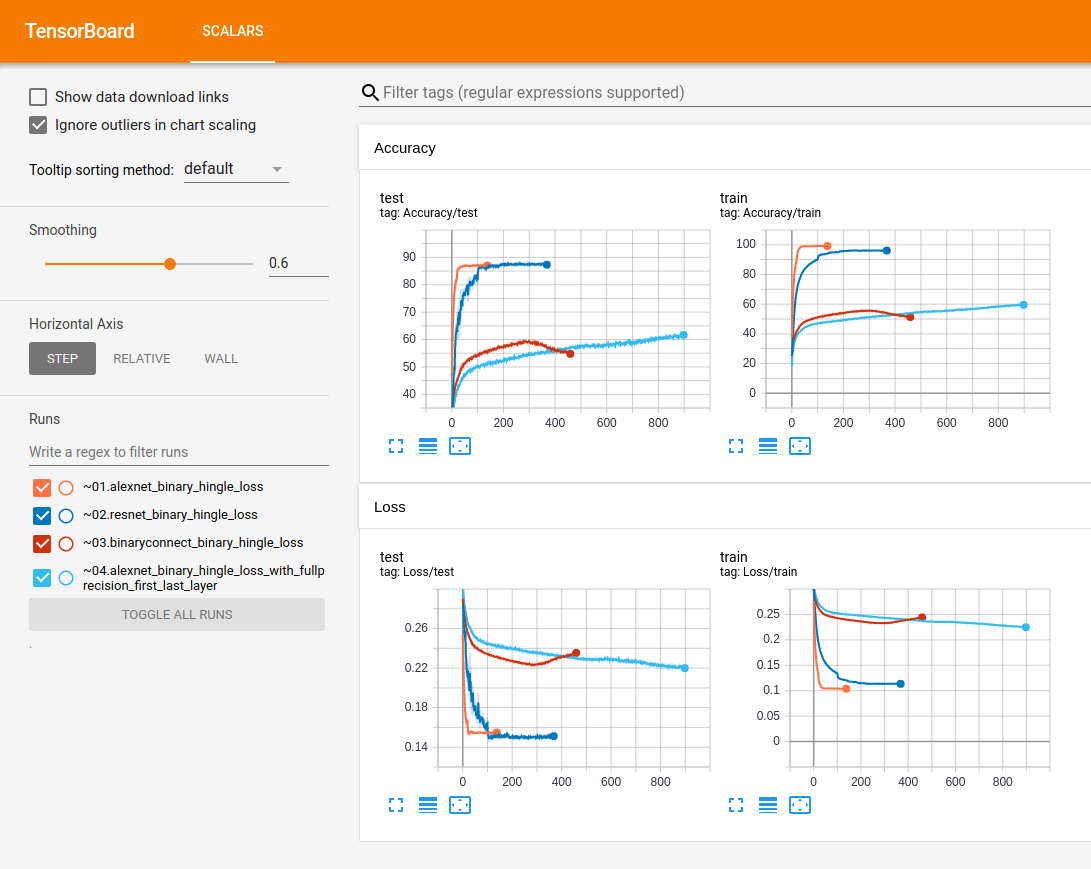 TensorBoard
SCALARS
Show data download links
Ignore outliers in chart scaling
Tooltip sorting method: default
Smoothing
0.6
Horizontal Axis
STEP RELATIVE WALL
Runs
Write a regex to filter runs
~01.alexnet_binary_hingle_loss
~02.resnet_binary_hingle_loss
~03.binaryconnect_binary_hingle_loss
~04.alexnet_binary_hingle_loss_with_fullp
recision_first_last_layer
TOGGLE ALL RUNS
.
Filter tags (regular expressions supported)
Accuracy
test
tag: Accuracy/test
90
80
70
60
50
40
0 200 400 600 800
train
tag: Accuracy/train
100
80
60
40
20
0
0 200 400 600 800
Loss
test
tag: Loss/test
0.26
0.22
0.18
0.14
0 200 400 600 800
train
tag: Loss/train
0.25
0.2
0.15
0.1
0.05
0
0 200 400 600 800